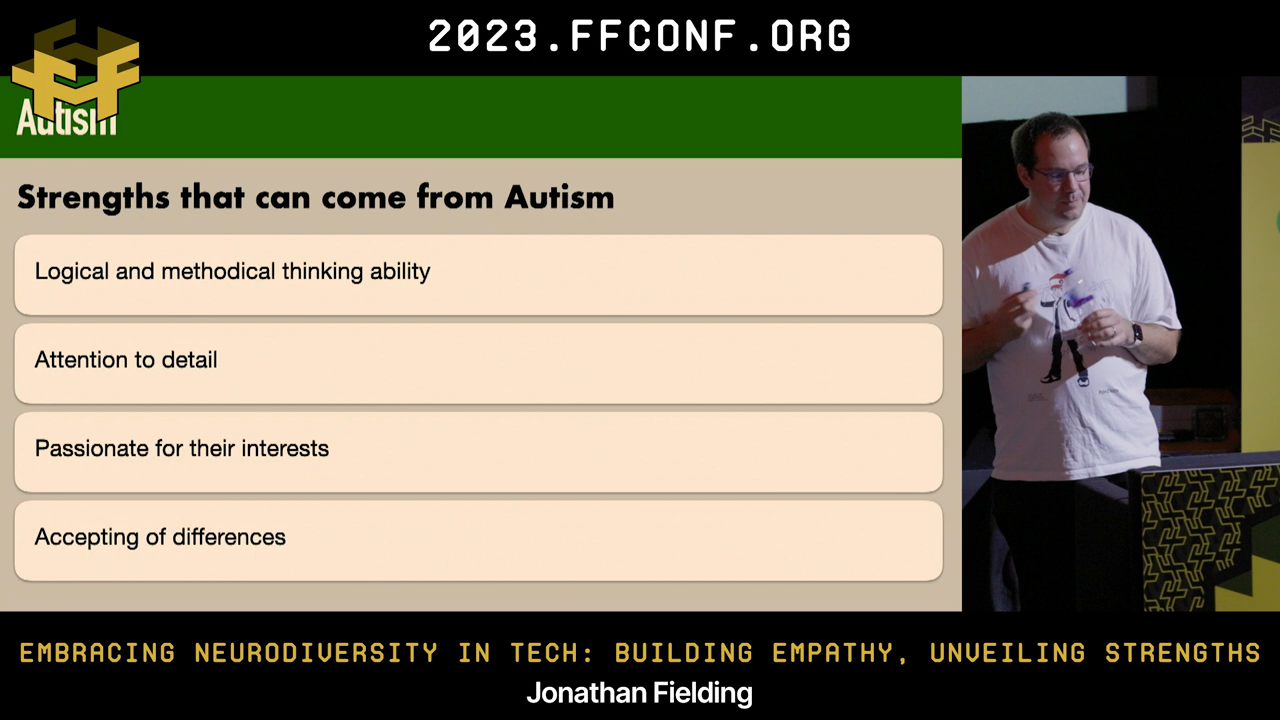 2023.FFCONF.ORG
Autism
Strengths that can come from Autism
Logical and methodical thinking ability
Attention to detail
Passionate for their interests
Accepting of differences
EMBRACING NEURODIVERSITY IN TECH: BUILDING EMPATHY, UNVEILING STRENGTHS
Jonathan Fielding